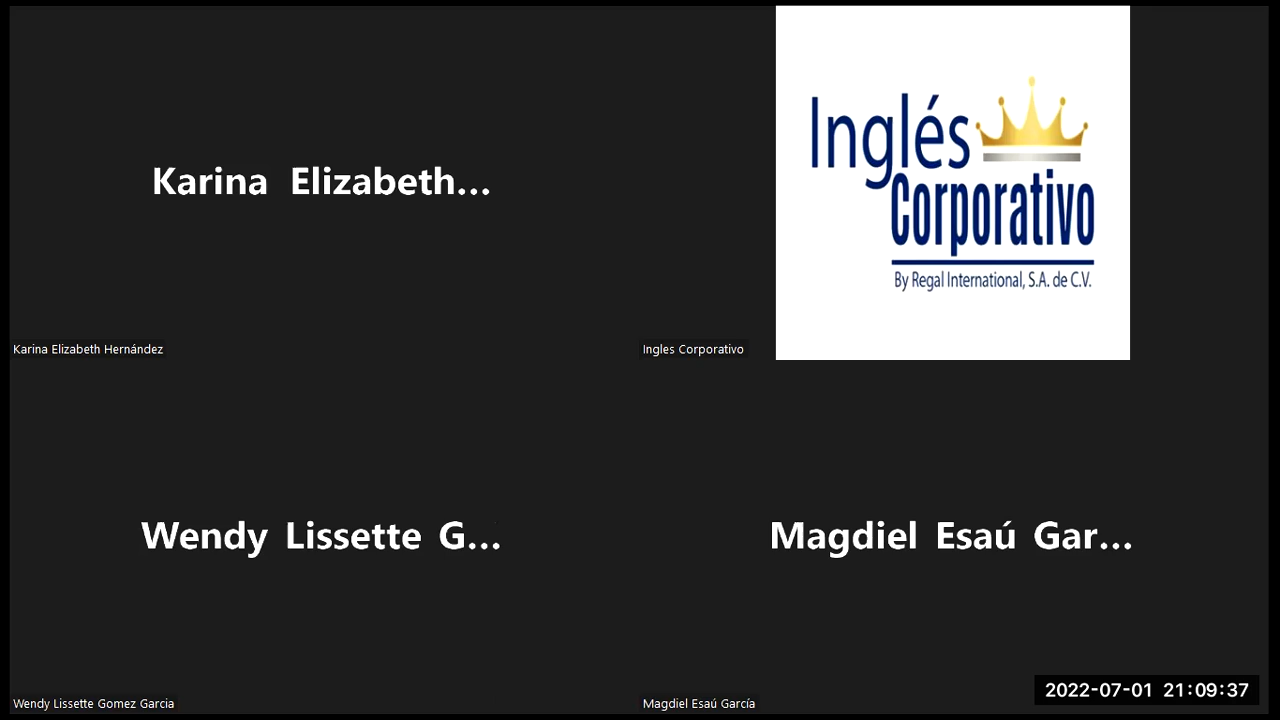 Karina Elizabeth...
Karina Elizabeth Hernández
Inglés
Corporativo
By Regal International, S.A. de C.V.
Ingles Corporativo
Wendy Lissette G...
Wendy Lissette Gomez Garcia
Magdiel Esaú Gar...
Magdiel Esaú García
2022-07-01 21:09:37